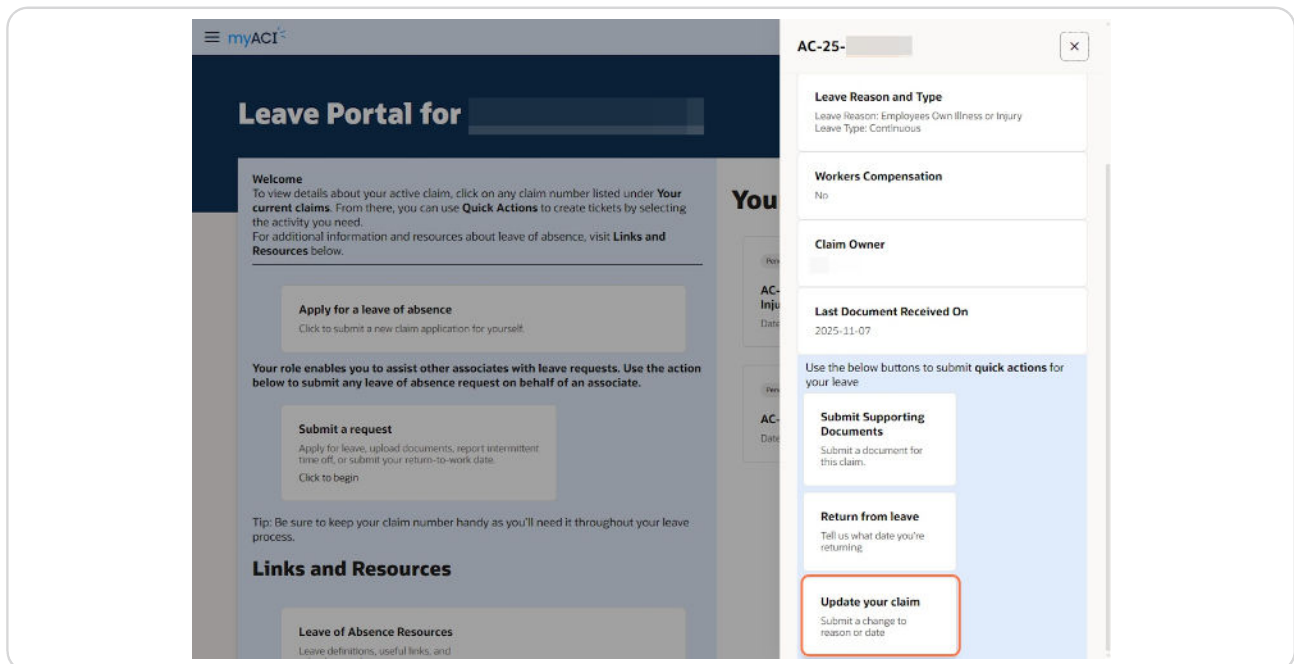 myACI
Leave Portal for
Welcome
To view details about your active claim, click on any claim number listed under Your
current claims. From there, you can use Quick Actions to create tickets by selecting
the activity you need.
For additional information and resources about leave of absence, visit Links and
Resources below.
Apply for a leave of absence
Click to submit a new claim application for yourself.
Your role enables you to assist other associates with leave requests. Use the action
below to submit any leave of absence request on behalf of an associate.
Submit a request
Apply for leave, upload documents, report intermittent
time off, or submit your return-to-work date.
Click to begin
Tip: Be sure to keep your claim number handy as you'll need it throughout your leave
process.
Links and Resources
Leave of Absence Resources
Leave definitions, useful links, and
You
Pen
AC-
Inju
Date
Pen
AC-
Date
AC-25-
Leave Reason and Type
Leave Reason: Employees Own Illness or Injury
Leave Type: Continuous
Workers Compensation
No
Claim Owner
Last Document Received On
2025-11-07
Use the below buttons to submit quick actions for
your leave
Submit Supporting
Documents
Submit a document for
this claim.
Return from leave
Tell us what date you're
returning
Update your claim
Submit a change to
reason or date